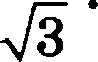 √3 .